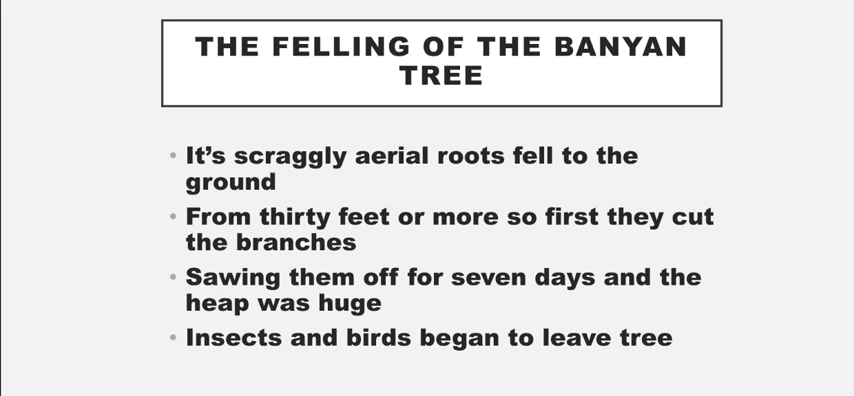 THE FELLING OF THE BANYAN
TREE
• It's scraggly aerial roots fell to the
ground
• From thirty feet or more so first they cut
the branches
• Sawing them off for seven days and the
heap was huge
• Insects and birds began to leave tree